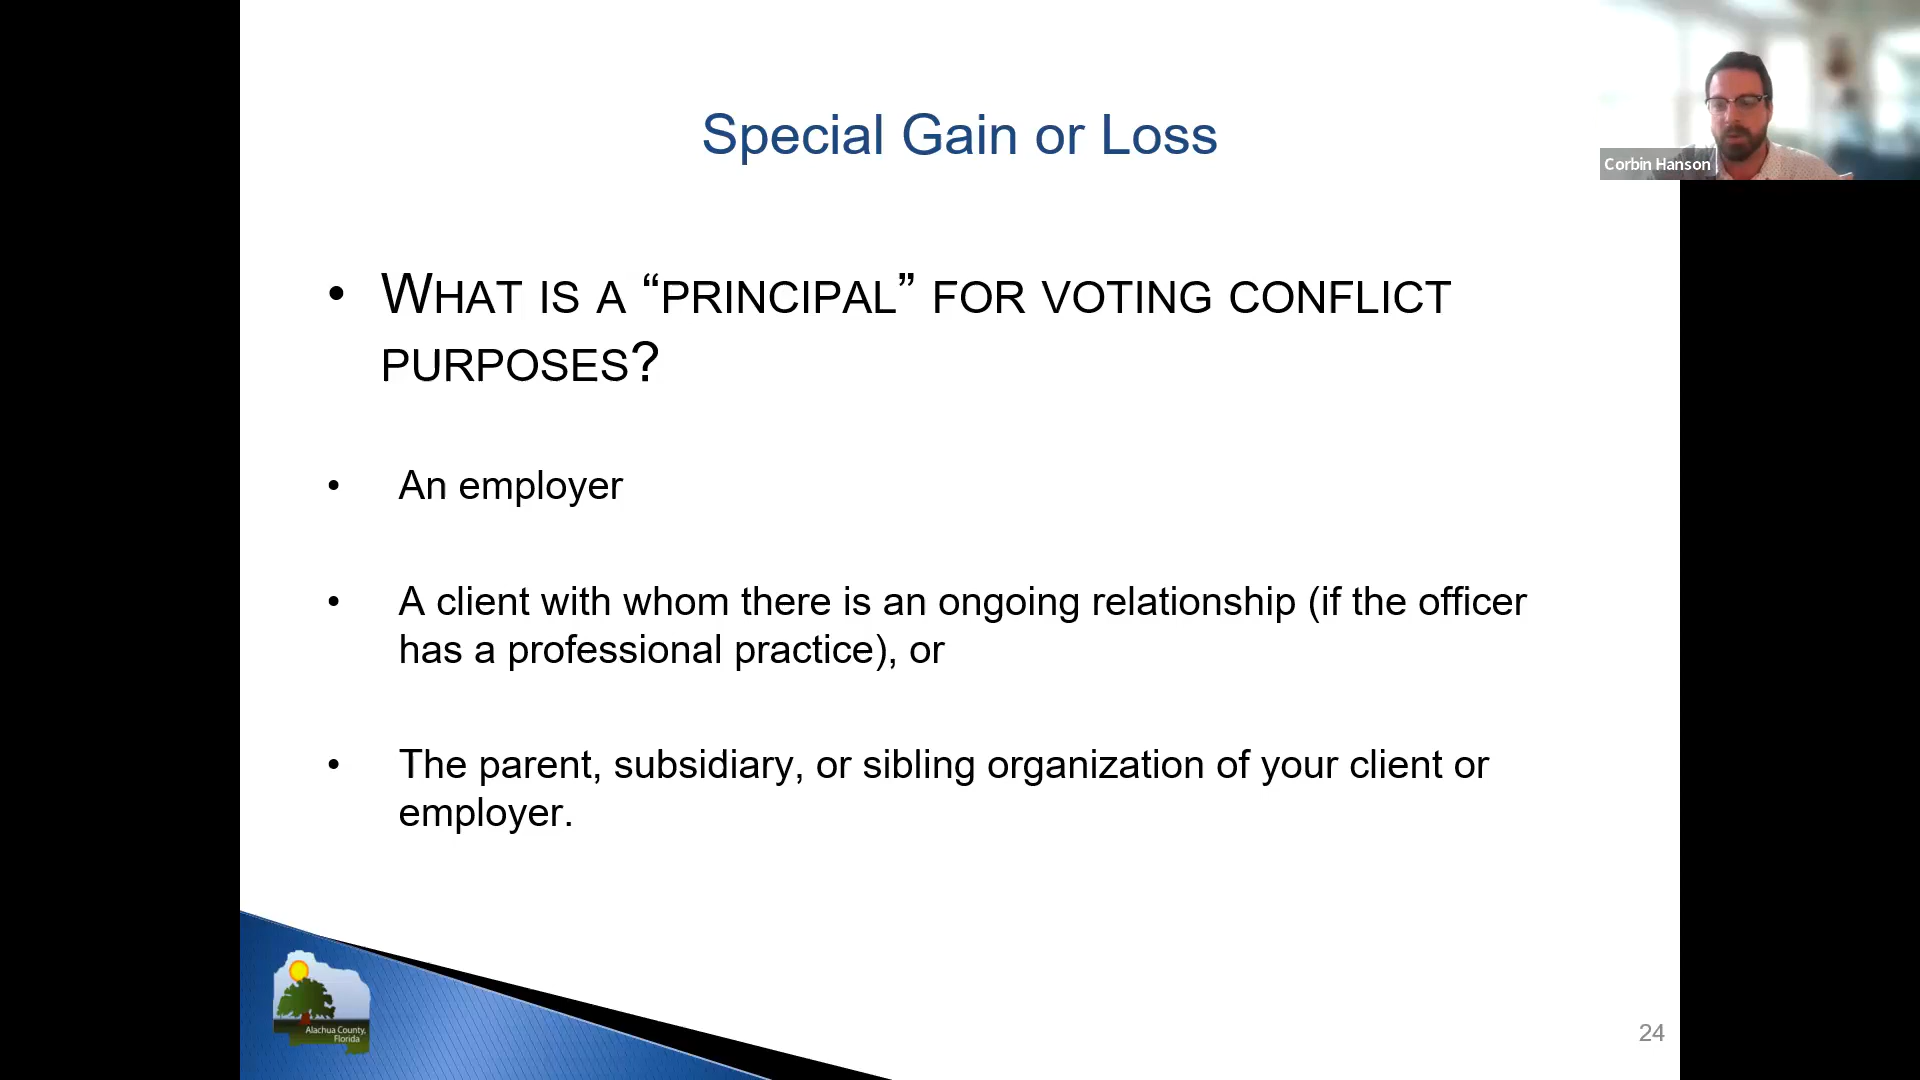 Special Gain or Loss
Corbin Hanson
• WHAT IS A “PRINCIPAL” FOR VOTING CONFLICT
PURPOSES?
• An employer
• A client with whom there is an ongoing relationship (if the officer
has a professional practice), or
• The parent, subsidiary, or sibling organization of your client or
employer.
Alachua County,
Florida
24